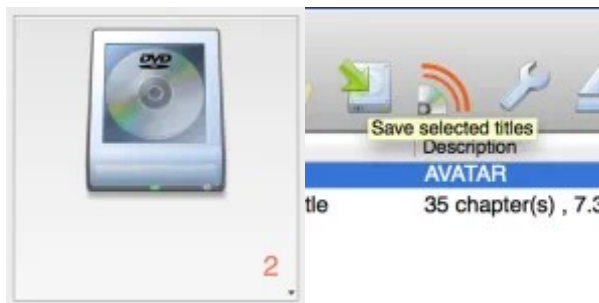 DVD
2
Save selected titles
Description
AVATAR
tle 35 chapter(s) , 7.3